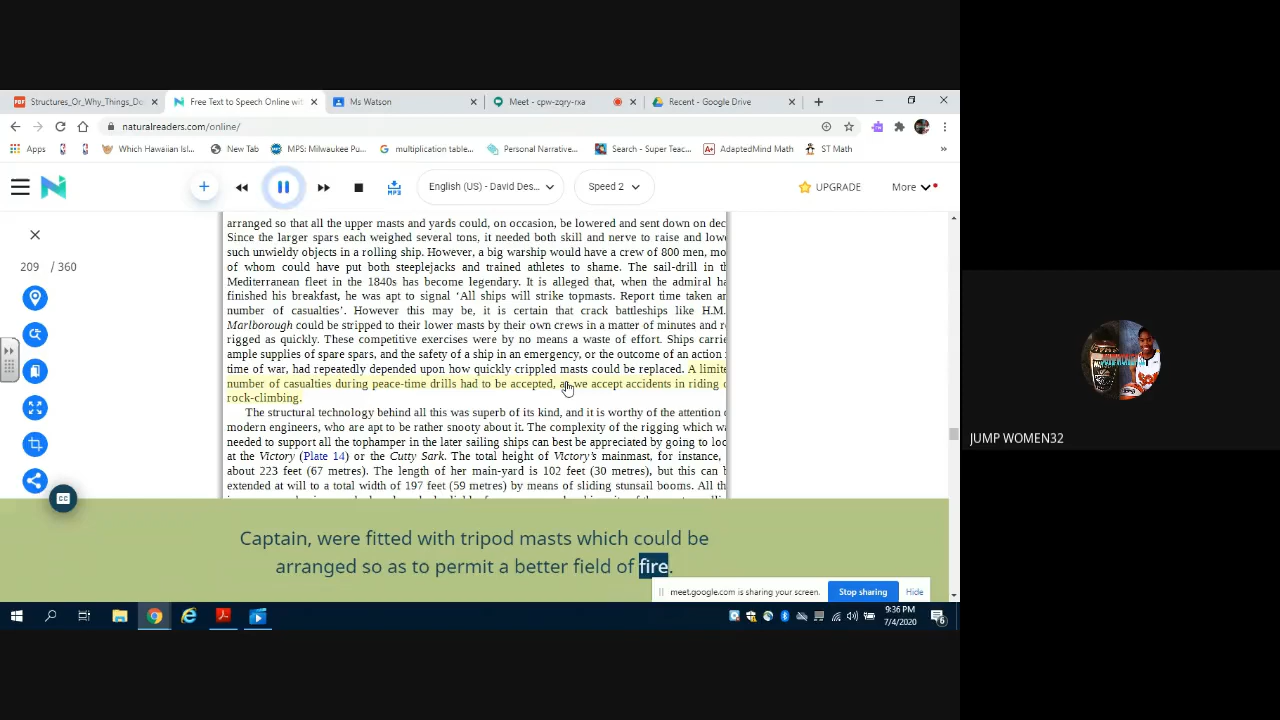 Structures_Or_Why_Things_Do
Free Text to Speech Online wit
Ms Watson
Meet - cpw-zqry-rxa
Recent - Google Drive
naturalreaders.com/online/
Apps
Which Hawaiian Isl...
New Tab
MPS: Milwaukee Pu...
multiplication table...
Personal Narrative...
Search - Super Teac...
AdaptedMind Math
ST Math
MP3
English (US) - David Des...
Speed 2
UPGRADE
More
209 / 360
arranged so that all the upper masts and yards could, on occasion, be lowered and sent down on dec
Since the larger spars each weighed several tons, it needed both skill and nerve to raise and lowe
such unwieldy objects in a rolling ship. However, a big warship would have a crew of 800 men, mo
of whom could have put both steeplejacks and trained athletes to shame. The sail-drill in th
Mediterranean fleet in the 1840s has become legendary. It is alleged that, when the admiral ha
finished his breakfast, he was apt to signal ‘All ships will strike topmasts. Report time taken an
number of casualties’. However this may be, it is certain that crack battleships like H.M.
Marlborough could be stripped to their lower masts by their own crews in a matter of minutes and re
rigged as quickly. These competitive exercises were by no means a waste of effort. Ships carrie
ample supplies of spare spars, and the safety of a ship in an emergency, or the outcome of an action
time of war, had repeatedly depended upon how quickly crippled masts could be replaced. A limite
number of casualties during peace-time drills had to be accepted, as we accept accidents in riding o
rock-climbing.
The structural technology behind all this was superb of its kind, and it is worthy of the attention o
modern engineers, who are apt to be rather snooty about it. The complexity of the rigging which wa
needed to support all the tophamper in the later sailing ships can best be appreciated by going to loo
at the Victory (Plate 14) or the Cutty Sark. The total height of Victory’s mainmast, for instance,
about 223 feet (67 metres). The length of her main-yard is 102 feet (30 metres), but this can b
extended at will to a total width of 197 feet (59 metres) by means of sliding stunsail booms. All th
CC
Captain, were fitted with tripod masts which could be
arranged so as to permit a better field of fire.
meet.google.com is sharing your screen.
Stop sharing
Hide
9:36 PM
7/4/2020
6
JUMP WOMEN32